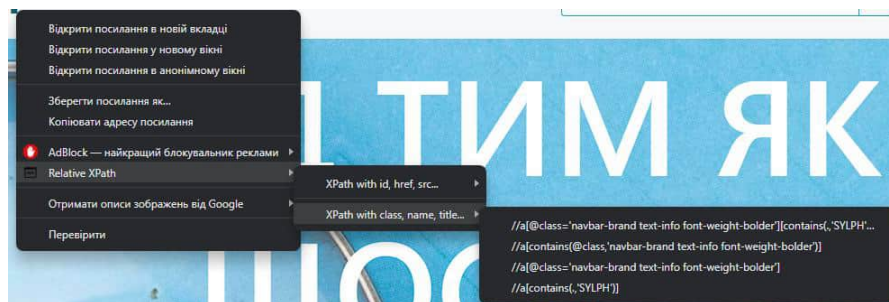 Відкрити посилання в новій вкладці
Відкрити посилання у новому вікні
Відкрити посилання в анонімному вікні
Зберегти посилання як...
Копіювати адресу посилання
AdBlock — найкращий блокувальник реклами
Relative XPath
Отримати описи зображень від Google
Перевірити
XPath with id, href, src...
XPath with class, name, title...
//a[@class='navbar-brand text-info font-weight-bolder'][contains(.,'SYLPH'...
//a[contains(@class,'navbar-brand text-info font-weight-bolder')]
//a[@class='navbar-brand text-info font-weight-bolder']
//a[contains(.,'SYLPH')]
ТИМ ЯК